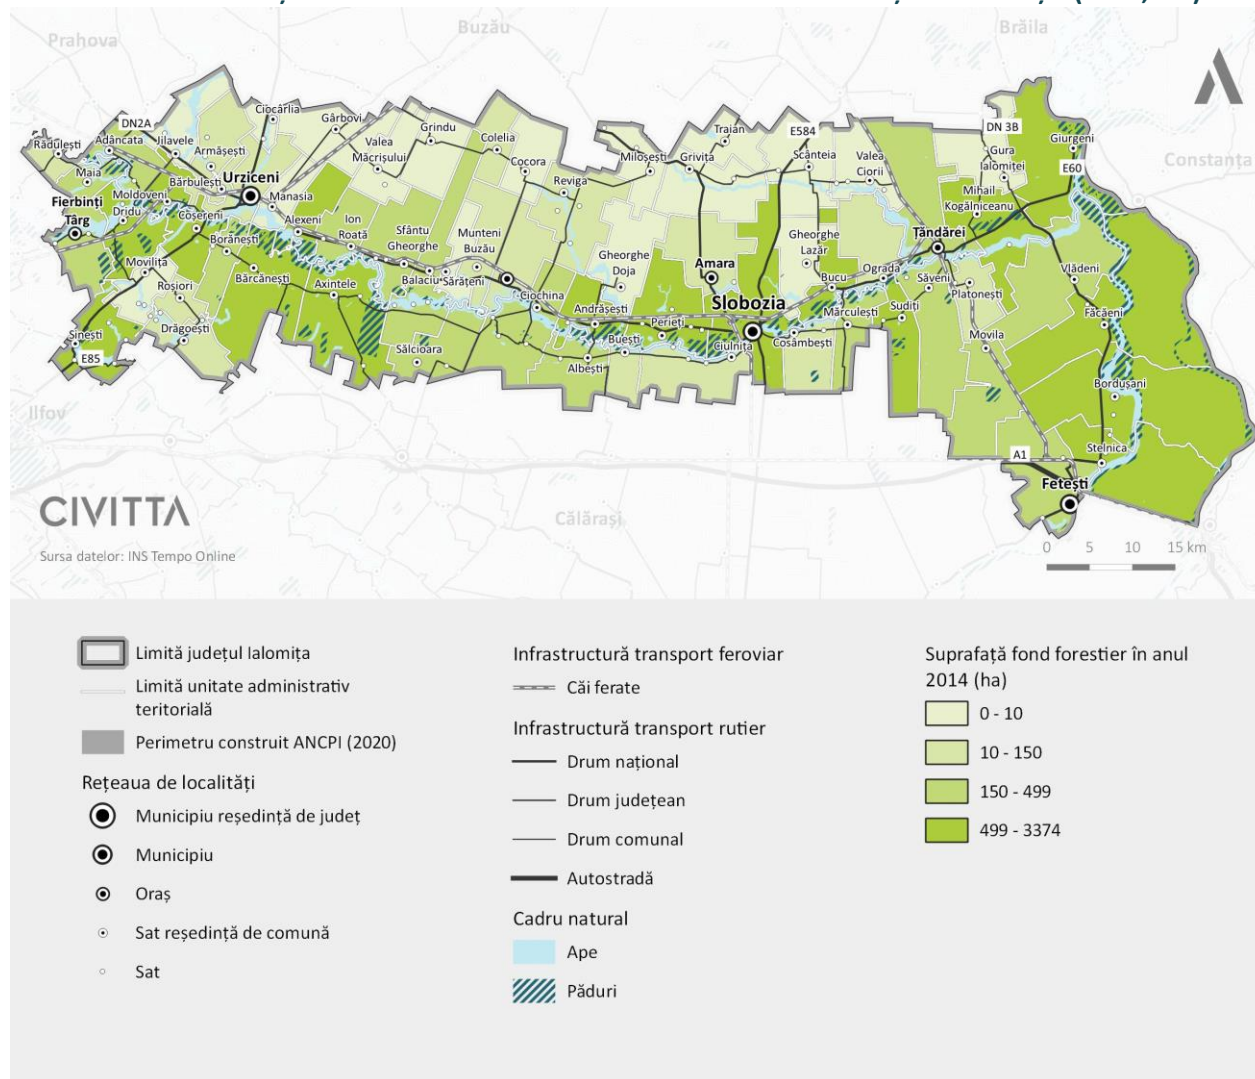 Prahova
Buzău
Brăila
Constanța
Ilfov
Călărași
DN2A
E584
DN 3B
E60
E85
A1
Rădulești
Adâncata
Jilavele
Armășești
Ciocârlia
Gârbovi
Grindu
Valea
Măcrișului
Colelia
Cocora
Reviga
Miloșești
Traian
Grivița
Scânteia
Valea
Ciorii
Gura
Ialomiței
Giurgeni
Maia
Bărbulești
Urziceni
Manasia
Fierbinți
Târg
Moldoveni
Dridu
Coșereni
Alexeni
Ion
Roată
Sfântu
Gheorghe
Munteni
Buzău
Mihail
Kogălniceanu
Borănești
Bărcănești
Axintele
Balaciu
Sărățeni
Gheorghe
Doja
Amara
Gheorghe
Lazăr
Țăndărei
Movilița
Roșiori
Drăgoești
Sinești
Ciochina
Andrășești
Perieți
Slobozia
Bucu
Ograda
Săveni
Platonești
Vlădeni
Făcăeni
Sălcioara
Albești
Buești
Ciulnița
Cosâmbești
Mărculești
Sudiți
Movila
Bordușani
Stelnica
Fetești
CIVITTA
Sursa datelor: INS Tempo Online
0 5 10 15 km
Limită județul Ialomița
Limită unitate administrativ
teritorială
Perimetru construit ANCPI (2020)
Rețeaua de localități
Municipiu reședință de județ
Municipiu
Oraș
Sat reședință de comună
Sat
Infrastructură transport feroviar
Căi ferate
Infrastructură transport rutier
Drum național
Drum județean
Drum comunal
Autostradă
Cadru natural
Ape
Păduri
Suprafață fond forestier în anul
2014 (ha)
0 - 10
10 - 150
150 - 499
499 - 3374